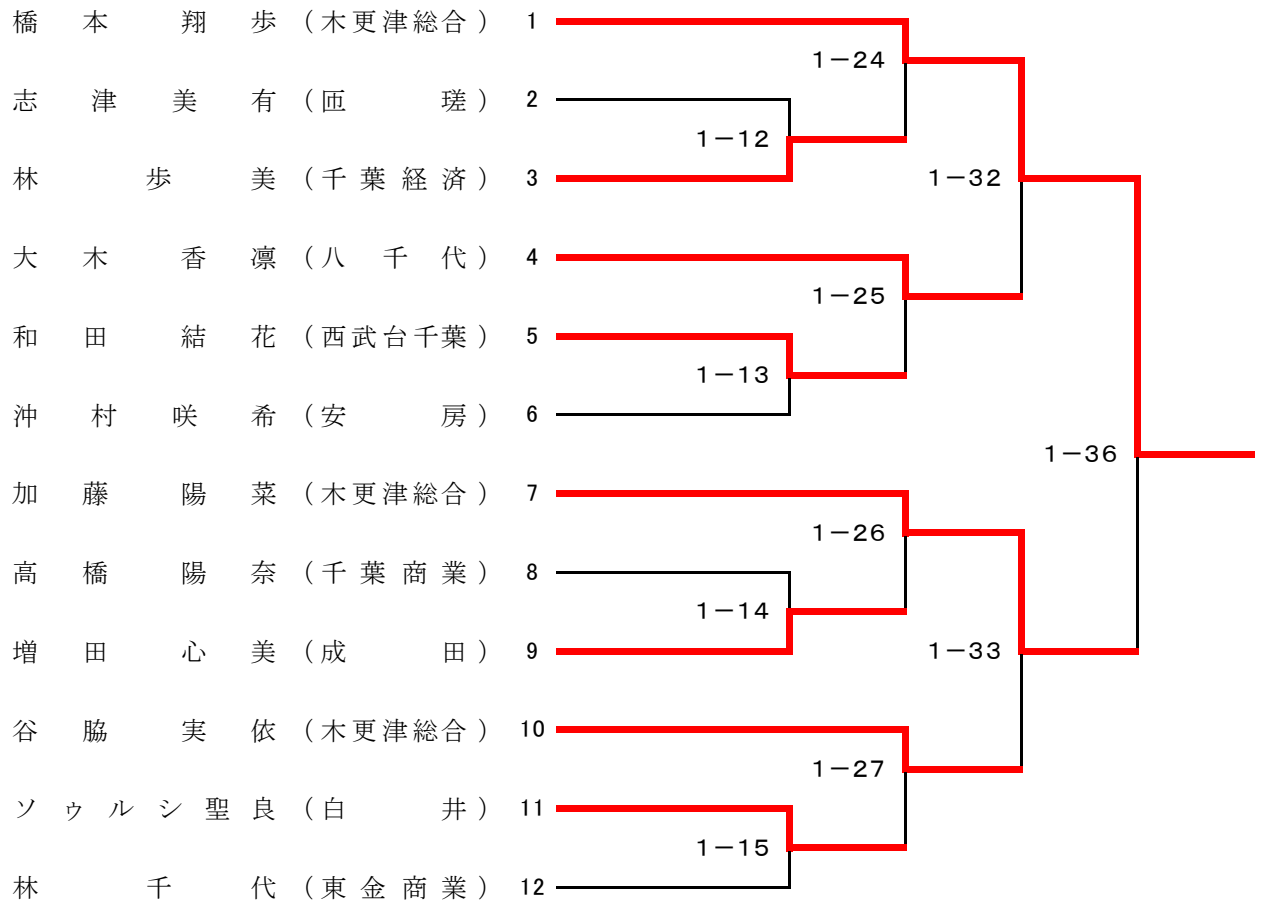 橋本翔歩（木更津総合） 1
1－24
志津美有（匝瑳） 2
1－12
林歩美（千葉経済） 3
1－32
大木香凛（八千代） 4
1－25
和田結花（西武台千葉） 5
1－13
沖村咲希（安房） 6
1－36
加藤陽菜（木更津総合） 7
1－26
高橋陽奈（千葉商業） 8
1－14
増田心美（成田） 9
1－33
谷脇実依（木更津総合） 10
1－27
ソゥルシ聖良（白井） 11
1－15
林千代（東金商業） 12